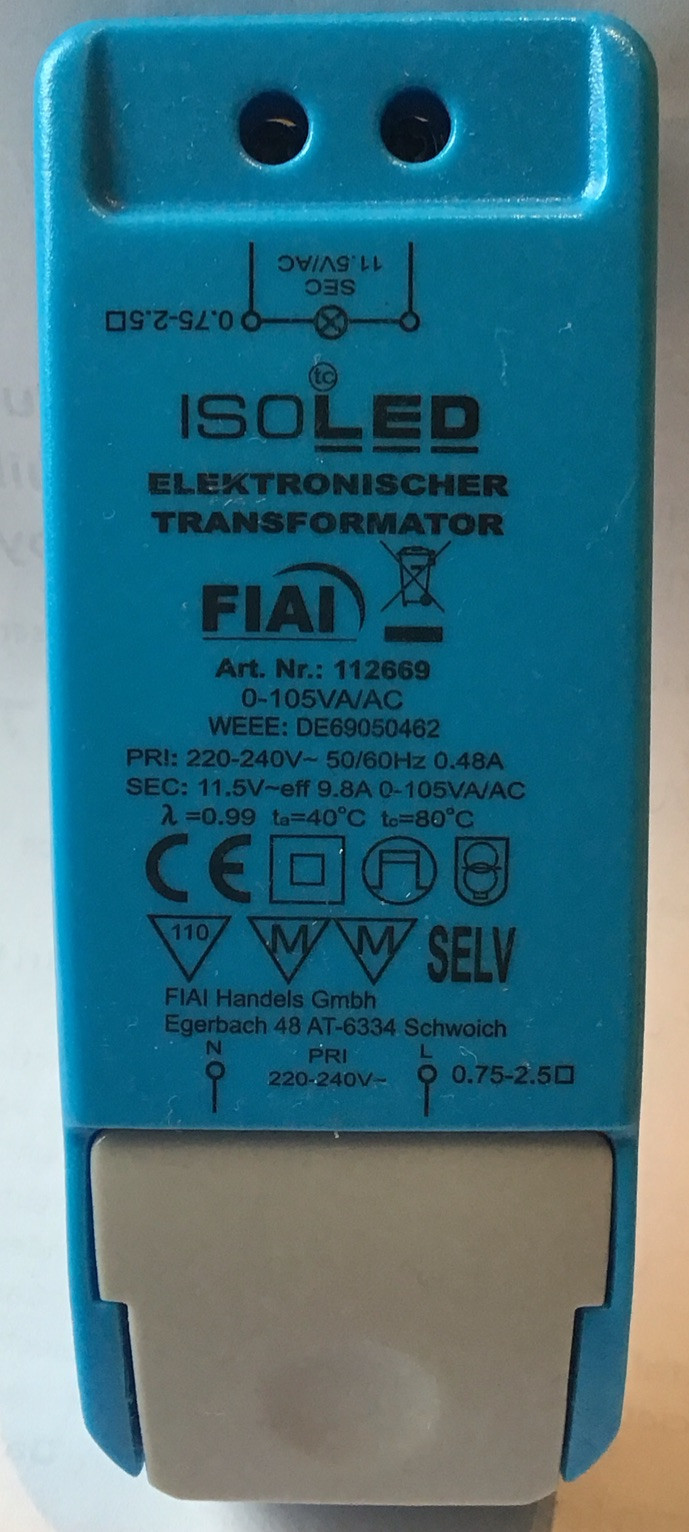 11.5V/AC
SEC
0.75-2.5□
tc
ISOLED
ELEKTRONISCHER
TRANSFORMATOR
FIAI
Art. Nr.: 112669
0-105VA/AC
WEEE: DE69050462
PRI: 220-240V~ 50/60Hz 0.48A
SEC: 11.5V~eff 9.8A 0-105VA/AC
λ =0.99 ta=40°C tc=80°C
CE
110 M M SELV
FIAI Handels Gmbh
Egerbach 48 AT-6334 Schwoich
N PRI L
220-240V~ 0.75-2.5□